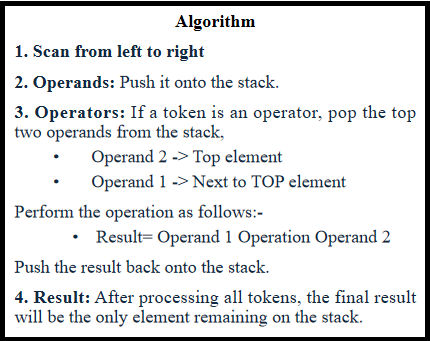 Algorithm
1. Scan from left to right
2. Operands: Push it onto the stack.
3. Operators: If a token is an operator, pop the top
two operands from the stack,
• Operand 2 -> Top element
• Operand 1 -> Next to TOP element
Perform the operation as follows:-
• Result= Operand 1 Operation Operand 2
Push the result back onto the stack.
4. Result: After processing all tokens, the final result
will be the only element remaining on the stack.